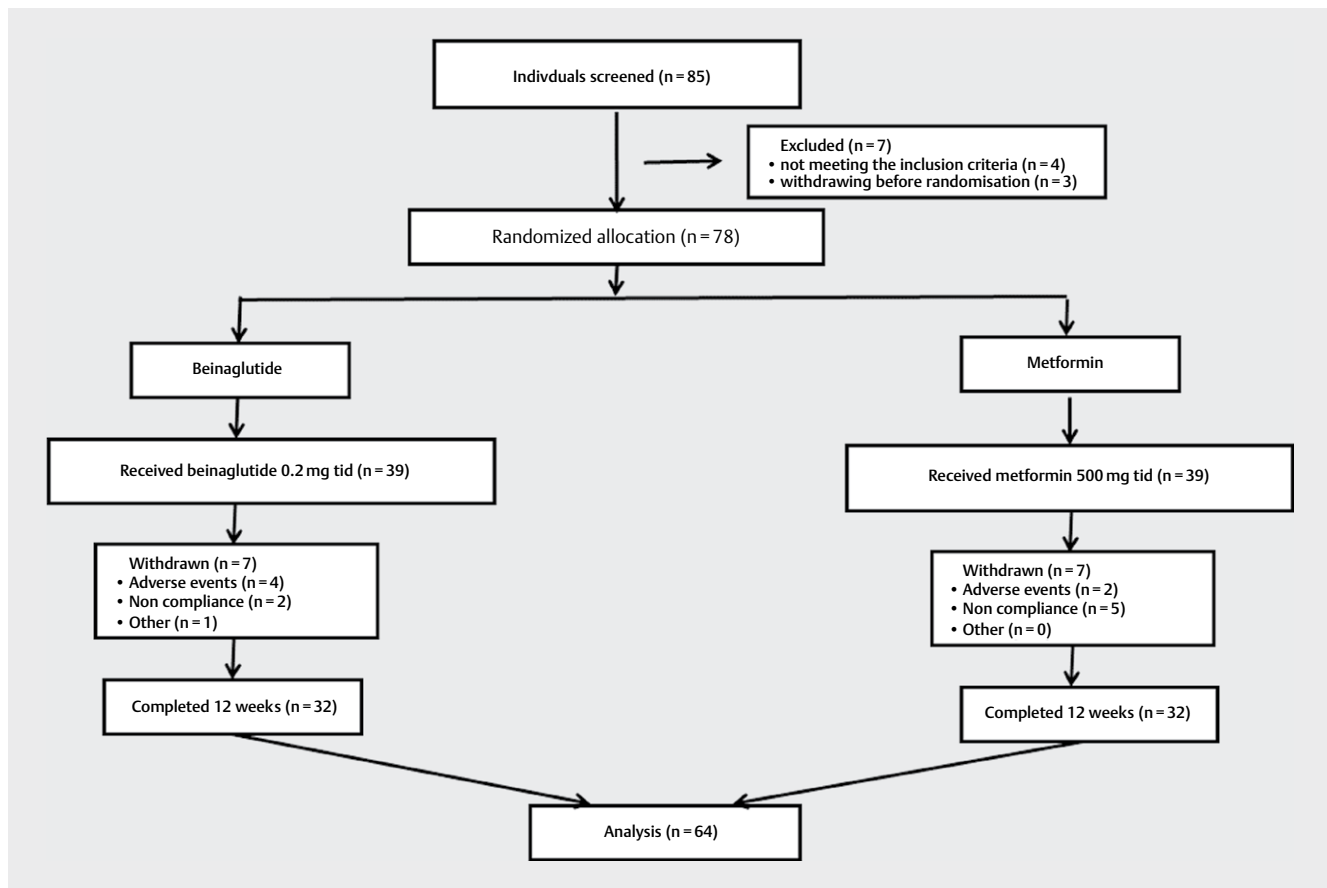 Indivduals screened (n = 85)
Excluded (n = 7)
• not meeting the inclusion criteria (n = 4)
• withdrawing before randomisation (n = 3)
Randomized allocation (n = 78)
Beinaglutide
Metformin
Received beinaglutide 0.2 mg tid (n = 39)
Received metformin 500 mg tid (n = 39)
Withdrawn (n = 7)
• Adverse events (n = 4)
• Non compliance (n = 2)
• Other (n = 1)
Withdrawn (n = 7)
• Adverse events (n = 2)
• Non compliance (n = 5)
• Other (n = 0)
Completed 12 weeks (n = 32)
Completed 12 weeks (n = 32)
Analysis (n = 64)